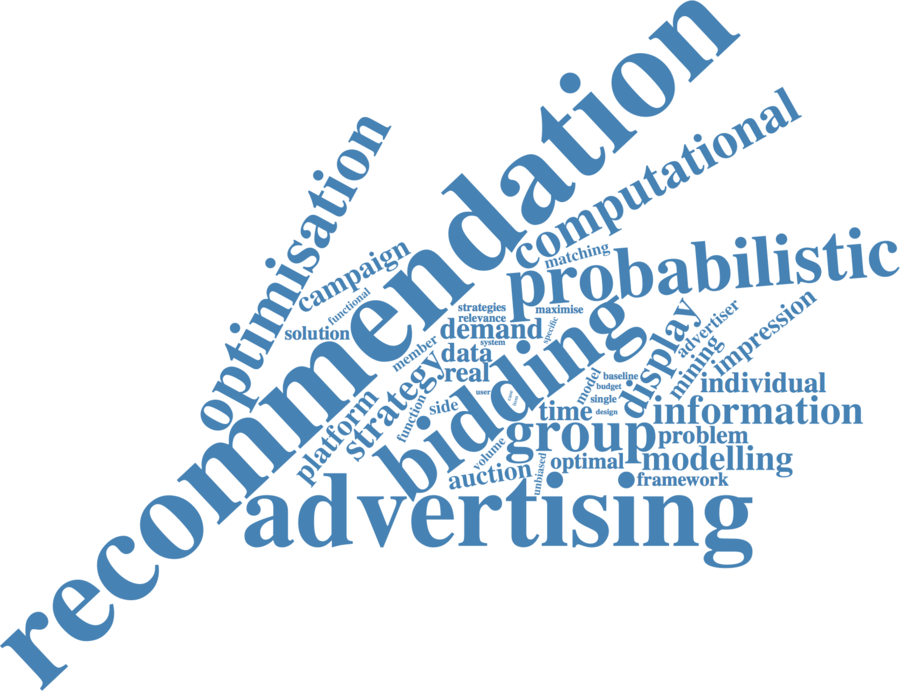 recommendation
optimisation
computational
campaign
matching
probabilistic
functional
solution
strategies
maximise
relevance
demand
specific
system
display
advertiser
impression
member
data
bidding
mining
real
strategy
model
baseline
individual
budget
user
single
platform
function
side
time
design
information
group
problem
volume
auction
unbiased
optimal
modelling
framework
advertising